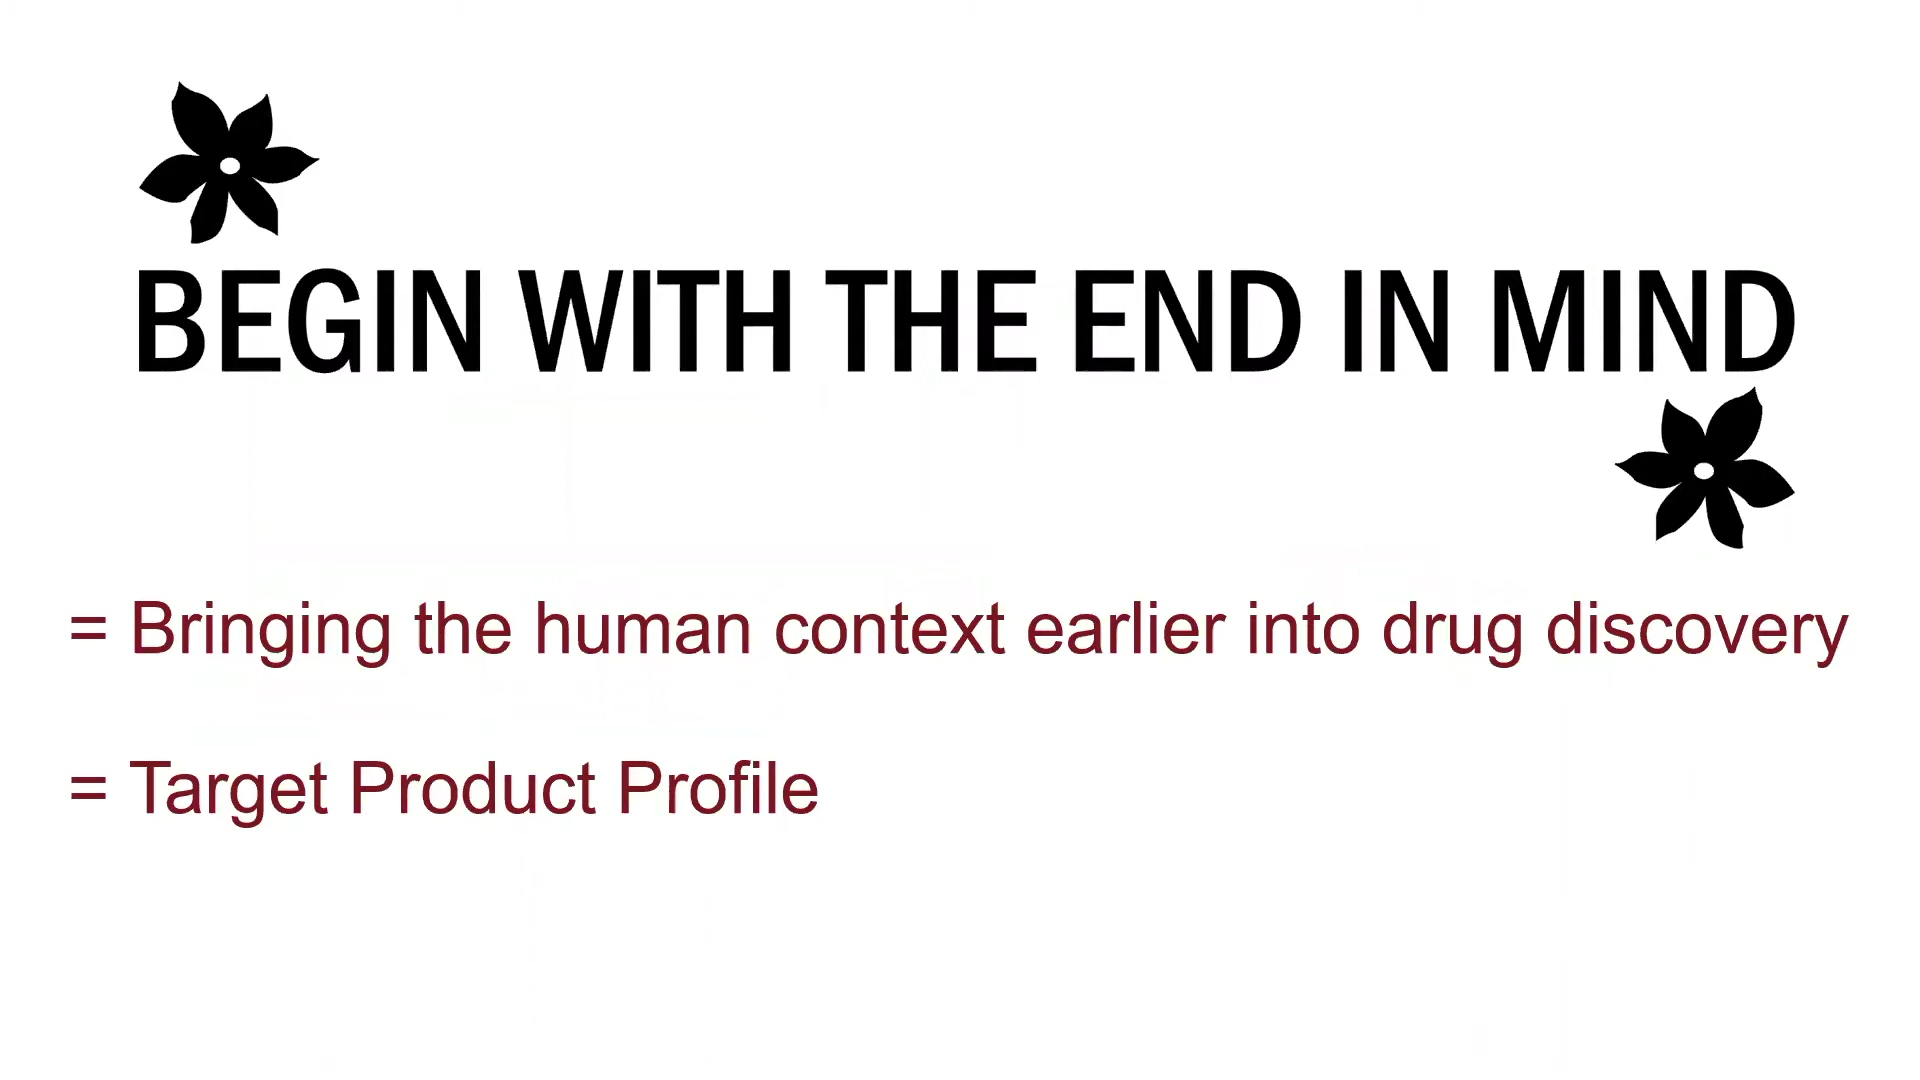 BEGIN WITH THE END IN MIND
= Bringing the human context earlier into drug discovery
= Target Product Profile